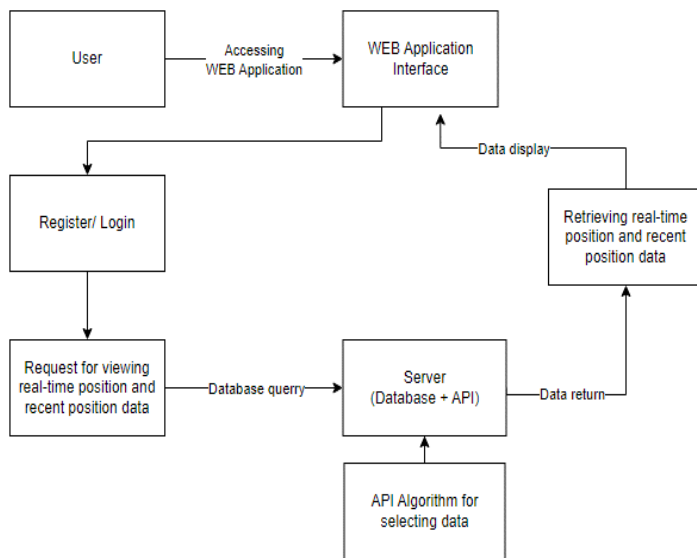 User
Accessing
WEB Application
WEB Application
Interface
Data display
Register/ Login
Retrieving real-time
position and recent
position data
Request for viewing
real-time position and
recent position data
Database querry
Server
(Database + API)
Data return
API Algorithm for
selecting data